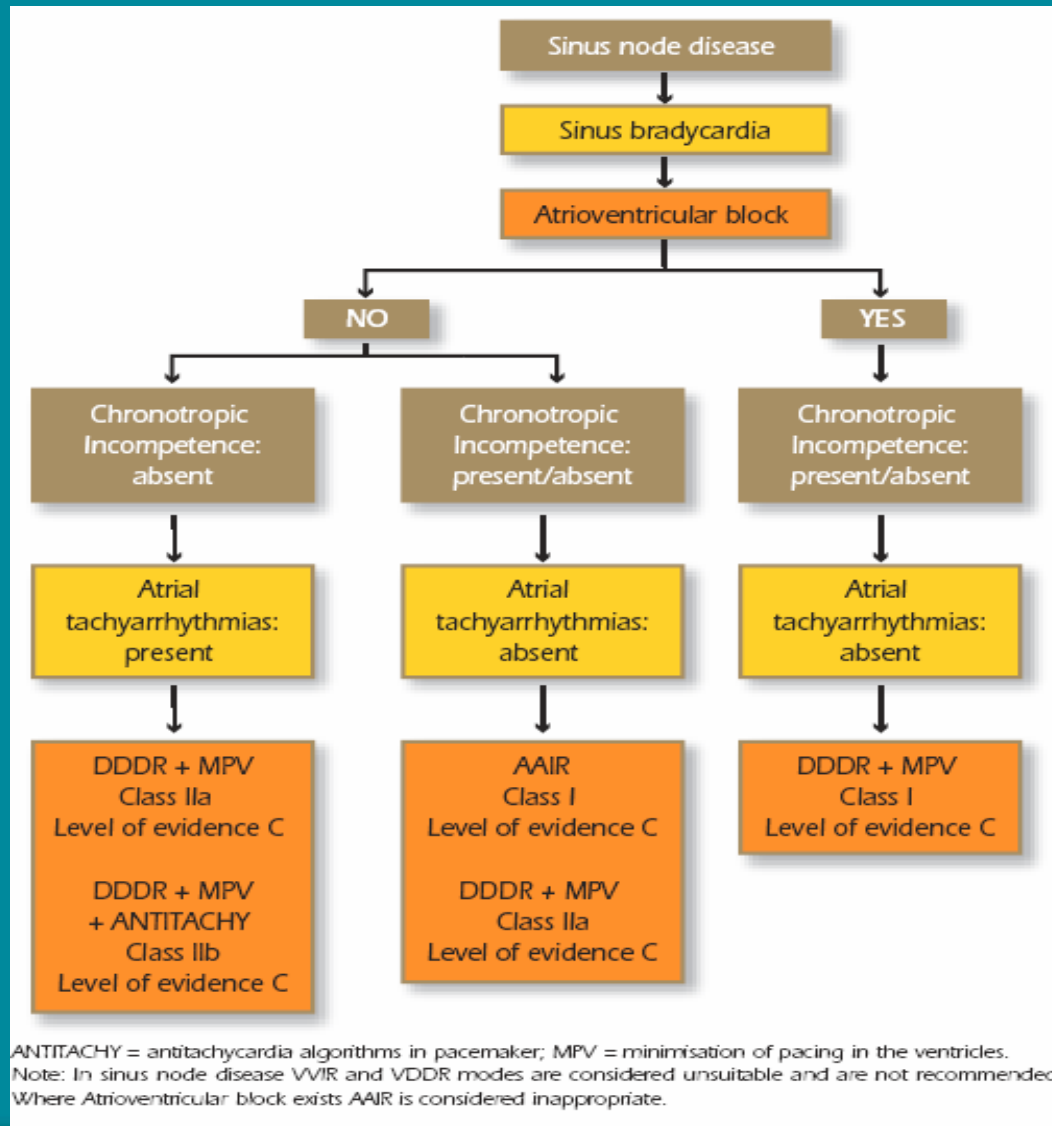 Sinus node disease
Sinus bradycardia
Atrioventricular block
NO
YES
Chronotropic
Incompetence:
absent
Chronotropic
Incompetence:
present/absent
Chronotropic
Incompetence:
present/absent
Atrial
tachyarrhythmias:
present
Atrial
tachyarrhythmias:
absent
Atrial
tachyarrhythmias:
absent
DDDR + MPV
Class IIa
Level of evidence C
DDDR + MPV
+ ANTITACHY
Class IIb
Level of evidence C
AAIR
Class I
Level of evidence C
DDDR + MPV
Class IIa
Level of evidence C
DDDR + MPV
Class I
Level of evidence C
ANTITACHY = antitachycardia algorithms in pacemaker; MPV = minimisation of pacing in the ventricles.
Note: In sinus node disease VVIR and VDDR modes are considered unsuitable and are not recommended
Where Atrioventricular block exists AAIR is considered inappropriate.